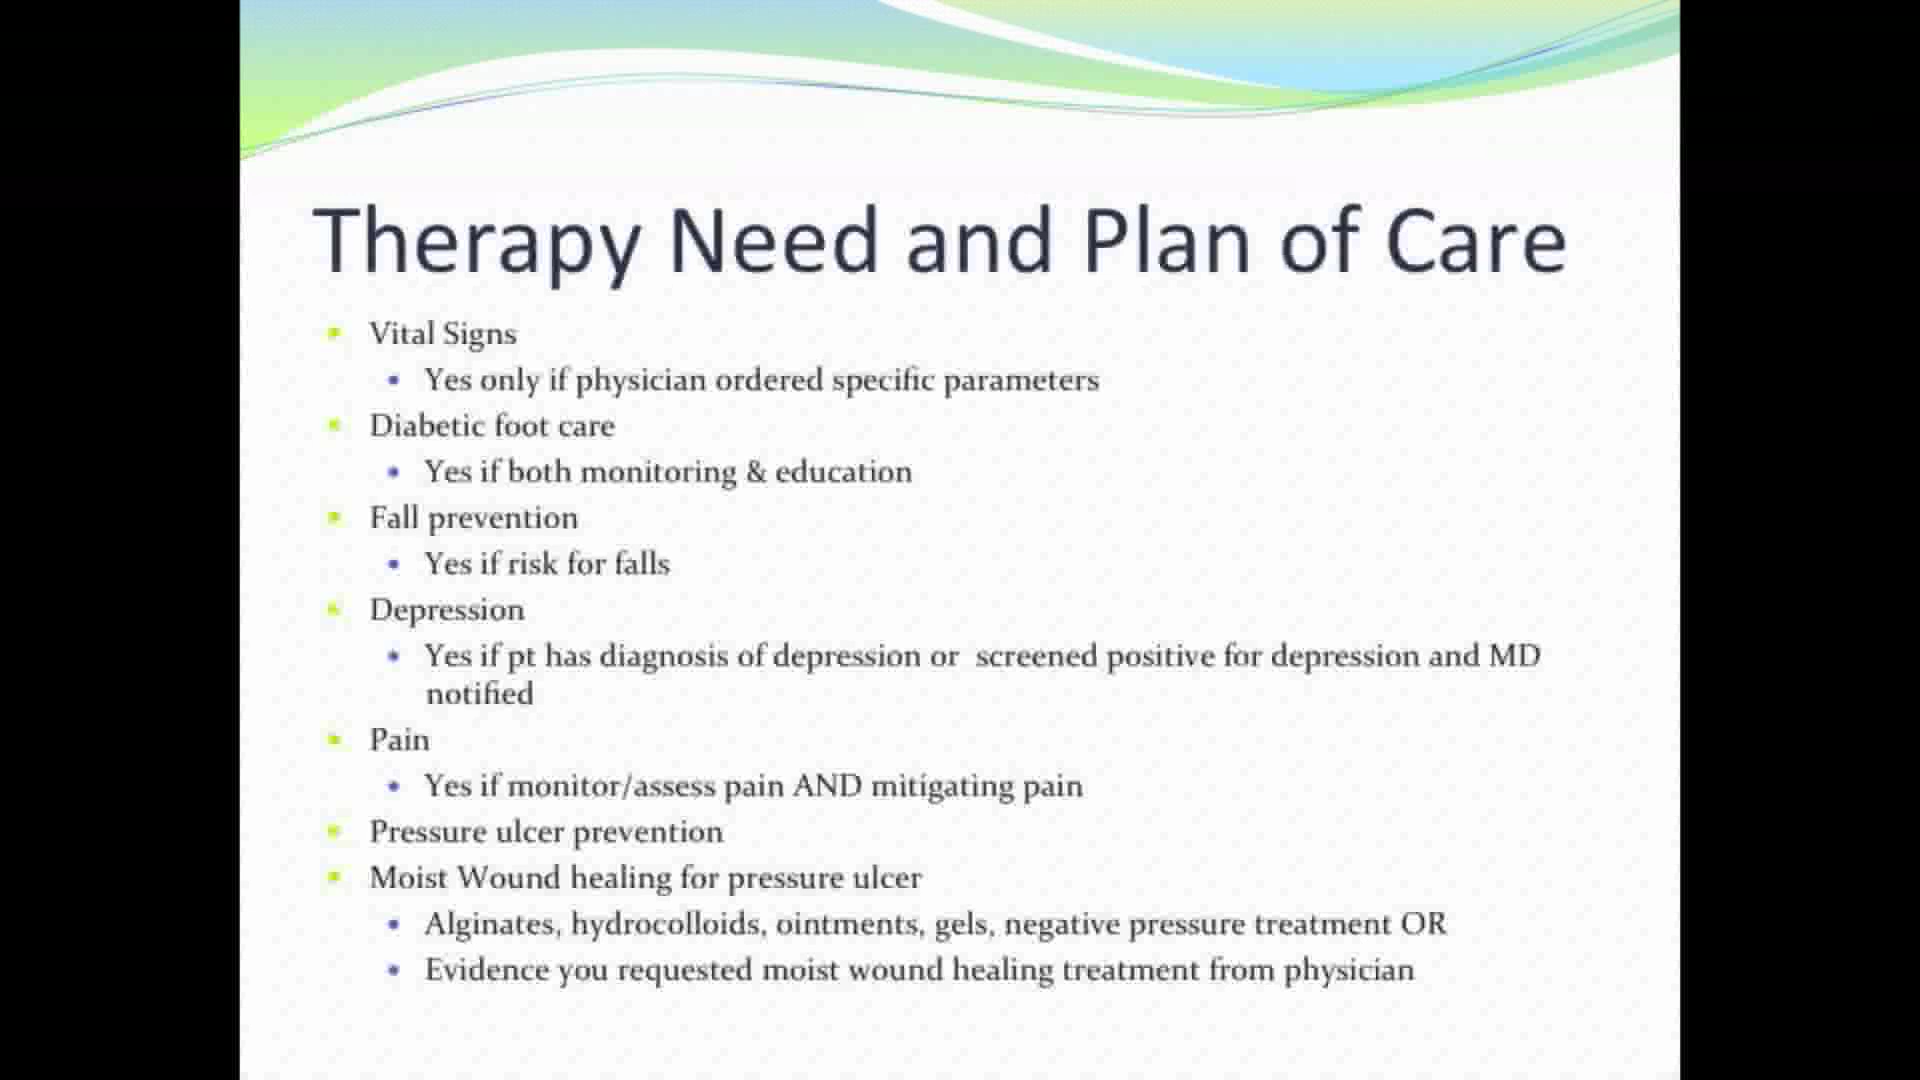 Therapy Need and Plan of Care
Vital Signs
Yes only if physician ordered specific parameters
Diabetic foot care
Yes if both monitoring & education
Fall prevention
Yes if risk for falls
Depression
Yes if pt has diagnosis of depression or  screened positive for depression and MD
notified
Pain
Yes if monitor/assess pain AND mitigating pain
Pressure ulcer prevention
Moist Wound healing for pressure ulcer
Alginates, hydrocolloids, ointments, gels, negative pressure treatment OR
Evidence you requested moist wound healing treatment from physician